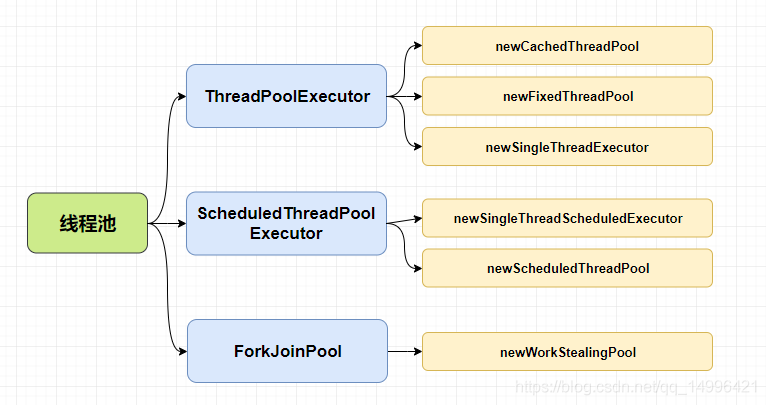 线程池
ThreadPoolExecutor
newCachedThreadPool
newFixedThreadPool
newSingleThreadExecutor
ScheduledThreadPool
Executor
newSingleThreadScheduledExecutor
newScheduledThreadPool
ForkJoinPool
newWorkStealingPool
https://blog.csdn.net/qq_14996421